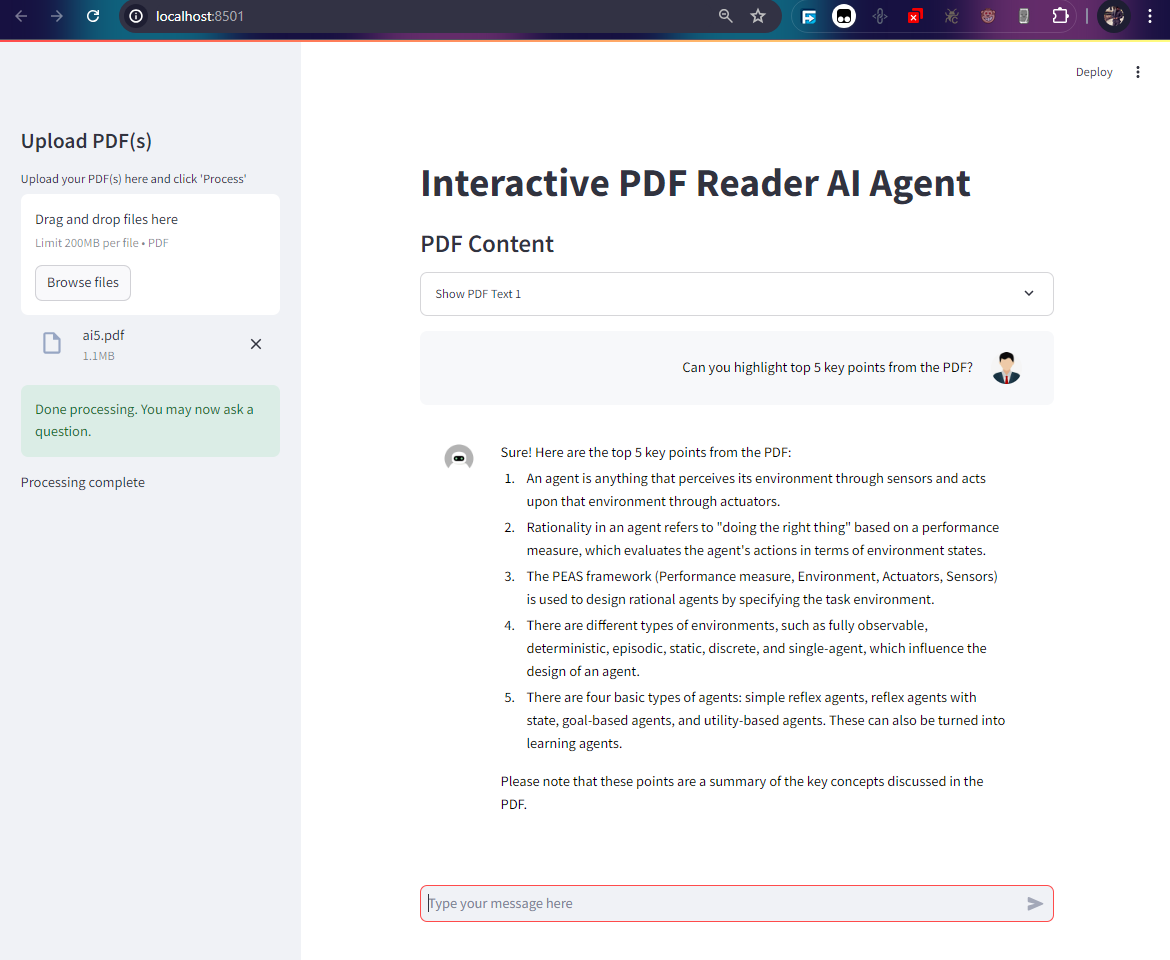 localhost:8501
Deploy
Upload PDF(s)
Upload your PDF(s) here and click 'Process'
Drag and drop files here
Limit 200MB per file • PDF
Browse files
ai5.pdf
1.1MB
Done processing. You may now ask a
question.
Processing complete
Interactive PDF Reader AI Agent
PDF Content
Show PDF Text 1
Can you highlight top 5 key points from the PDF?
Sure! Here are the top 5 key points from the PDF:
1. An agent is anything that perceives its environment through sensors and acts
upon that environment through actuators.
2. Rationality in an agent refers to "doing the right thing" based on a performance
measure, which evaluates the agent's actions in terms of environment states.
3. The PEAS framework (Performance measure, Environment, Actuators, Sensors)
is used to design rational agents by specifying the task environment.
4. There are different types of environments, such as fully observable,
deterministic, episodic, static, discrete, and single-agent, which influence the
design of an agent.
5. There are four basic types of agents: simple reflex agents, reflex agents with
state, goal-based agents, and utility-based agents. These can also be turned into
learning agents.
Please note that these points are a summary of the key concepts discussed in the
PDF.
Type your message here